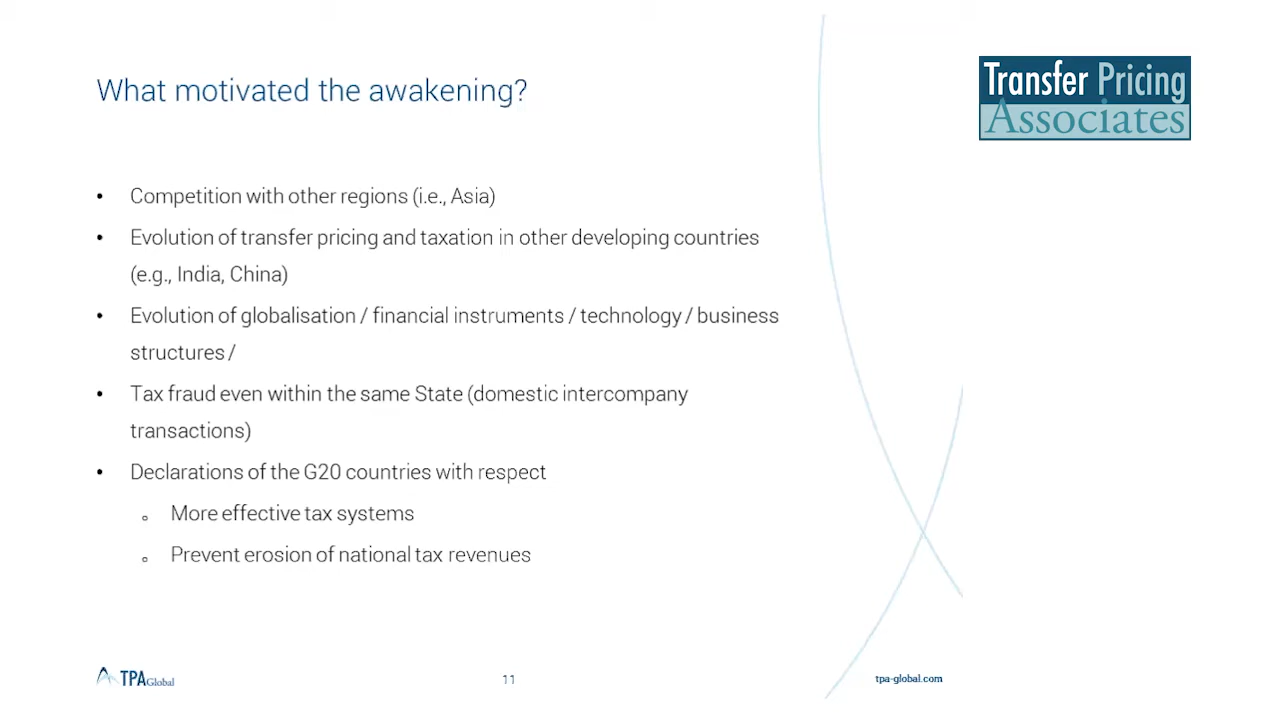 What motivated the awakening?
Transfer Pricing
Associates
• Competition with other regions (i.e., Asia)
• Evolution of transfer pricing and taxation in other developing countries
(e.g., India, China)
• Evolution of globalisation / financial instruments / technology / business
structures /
• Tax fraud even within the same State (domestic intercompany
transactions)
• Declarations of the G20 countries with respect
o More effective tax systems
o Prevent erosion of national tax revenues
TPA Global
11
tpa-global.com